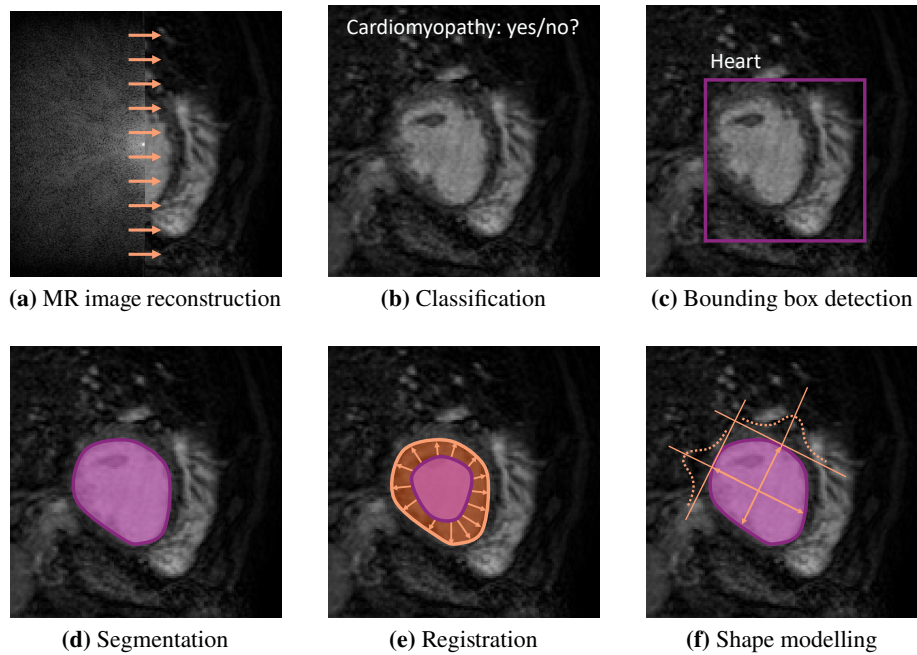 Cardiomyopathy: yes/no?
Heart
(a) MR image reconstruction
(b) Classification
(c) Bounding box detection
(d) Segmentation
(e) Registration
(f) Shape modelling